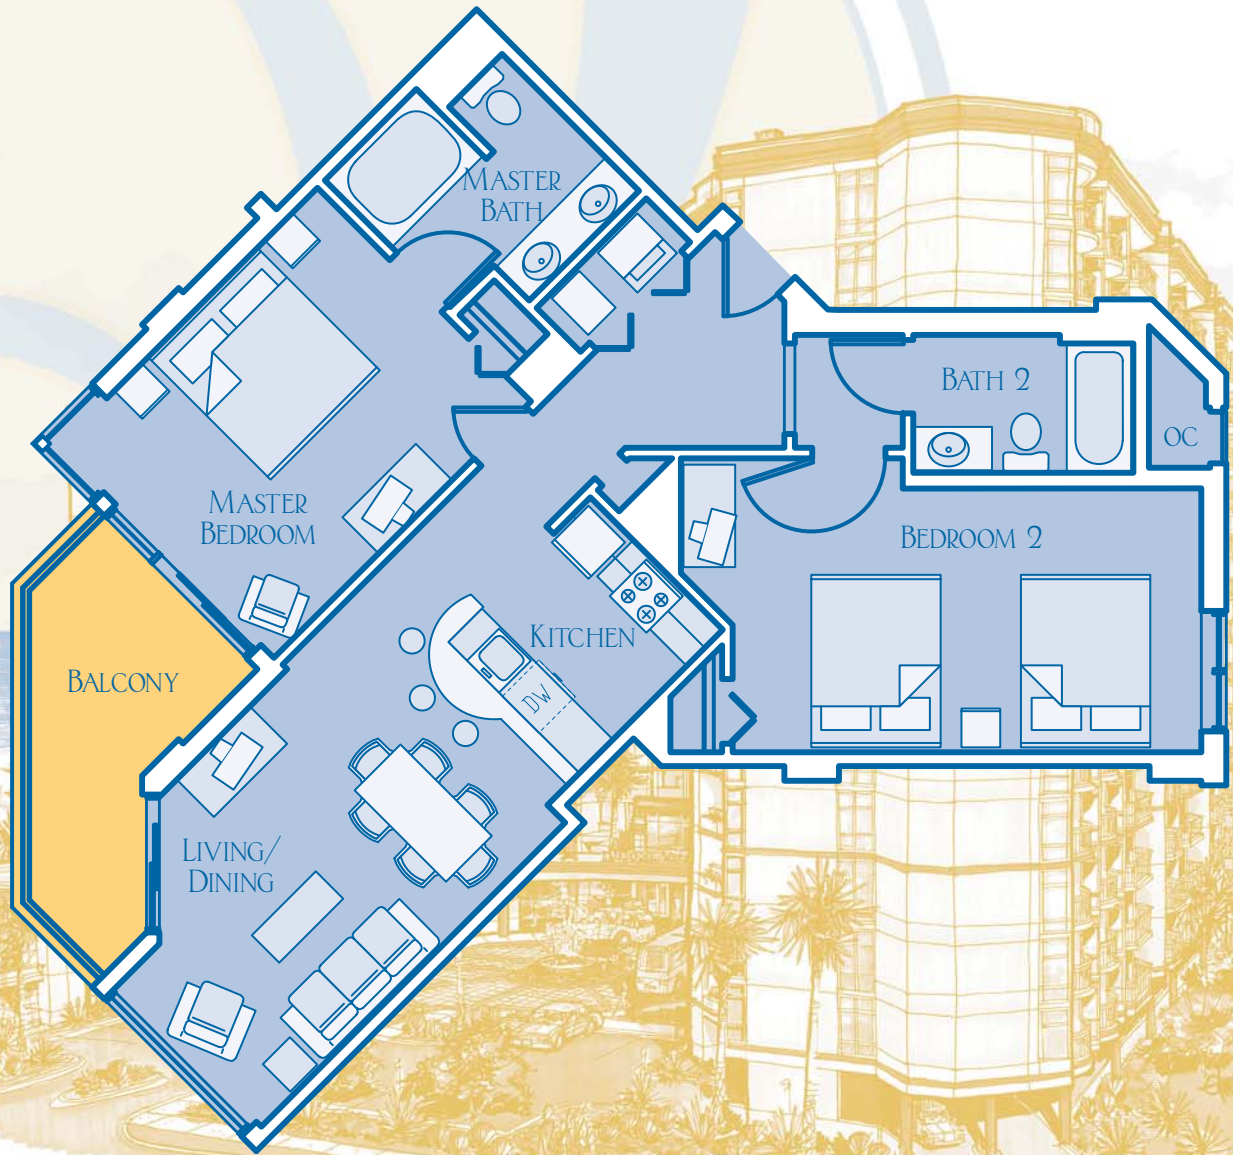 MASTER
BATH
BATH 2
OC
MASTER
BEDROOM
BEDROOM 2
KITCHEN
BALCONY
DW
LIVING/
DINING